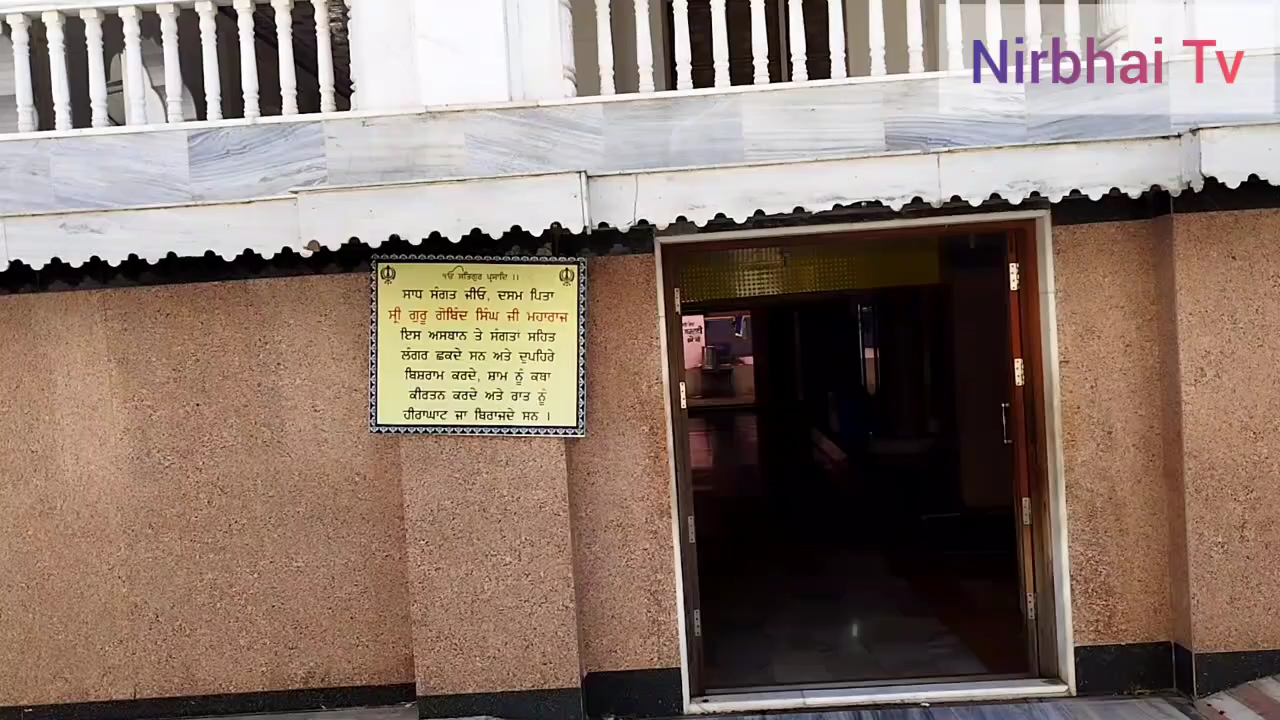 Nirbhai Tv
੧ਓ ਸਤਿਗੁਰ ਪ੍ਰਸਾਦਿ ।।
ਸਾਧ ਸੰਗਤ ਜੀਓ, ਦਸਮ ਪਿਤਾ
ਸ੍ਰੀ ਗੁਰੂ ਗੋਬਿੰਦ ਸਿੰਘ ਜੀ ਮਹਾਰਾਜ
ਇਸ ਅਸਥਾਨ ਤੇ ਸੰਗਤਾਂ ਸਹਿਤ
ਲੰਗਰ ਛਕਦੇ ਸਨ ਅਤੇ ਦੁਪਹਿਰੇ
ਬਿਸ਼ਰਾਮ ਕਰਦੇ, ਸ਼ਾਮ ਨੂੰ ਕਥਾ
ਕੀਰਤਨ ਕਰਦੇ ਅਤੇ ਰਾਤ ਨੂੰ
ਹੀਰਾਘਾਟ ਜਾ ਬਿਰਾਜਦੇ ਸਨ ।